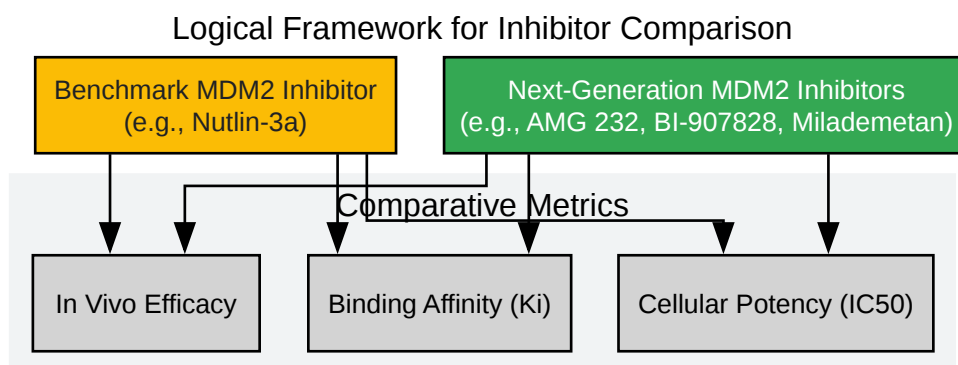 Logical Framework for Inhibitor Comparison
Benchmark MDM2 Inhibitor
(e.g., Nutlin-3a)
Next-Generation MDM2 Inhibitors
(e.g., AMG 232, BI-907828, Milademetan)
Comparative Metrics
In Vivo Efficacy
Binding Affinity (Ki)
Cellular Potency (IC50)